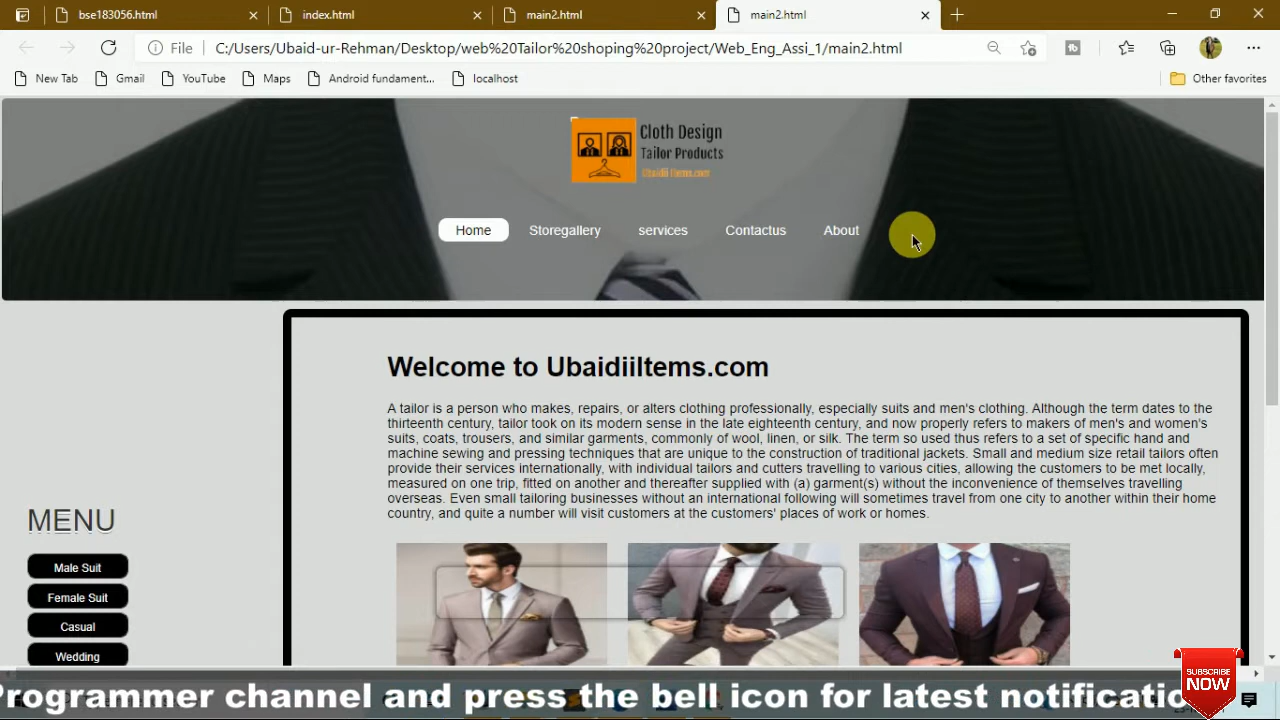 bse183056.html
index.html
main2.html
main2.html
File
C:/Users/Ubaid-ur-Rehman/Desktop/web%20Tailor%20shoping%20project/Web_Eng_Assi_1/main2.html
New Tab
Gmail
YouTube
Maps
Android fundament...
localhost
Other favorites
Cloth Design
Tailor Products
Ubaidii Items.com
Home
Storegallery
services
Contactus
About
Welcome to UbaidiiItems.com
A tailor is a person who makes, repairs, or alters clothing professionally, especially suits and men's clothing. Although the term dates to the
thirteenth century, tailor took on its modern sense in the late eighteenth century, and now properly refers to makers of men's and women's
suits, coats, trousers, and similar garments, commonly of wool, linen, or silk. The term so used thus refers to a set of specific hand and
machine sewing and pressing techniques that are unique to the construction of traditional jackets. Small and medium size retail tailors often
provide their services internationally, with individual tailors and cutters travelling to various cities, allowing the customers to be met locally,
measured on one trip, fitted on another and thereafter supplied with (a) garment(s) without the inconvenience of themselves travelling
overseas. Even small tailoring businesses without an international following will sometimes travel from one city to another within their home
country, and quite a number will visit customers at the customers' places of work or homes.
MENU
Male Suit
Female Suit
Casual
Wedding
Programmer channel and press the bell icon for latest notificatio
SUBSCRIBE
NOW